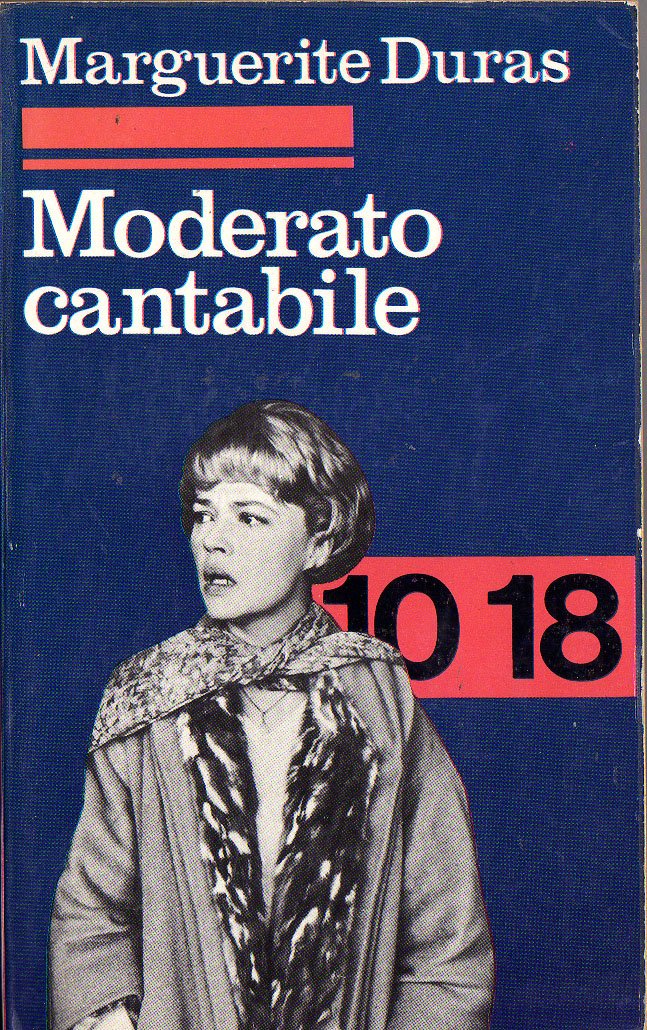 Marguerite Duras
Moderato
cantabile
10 18